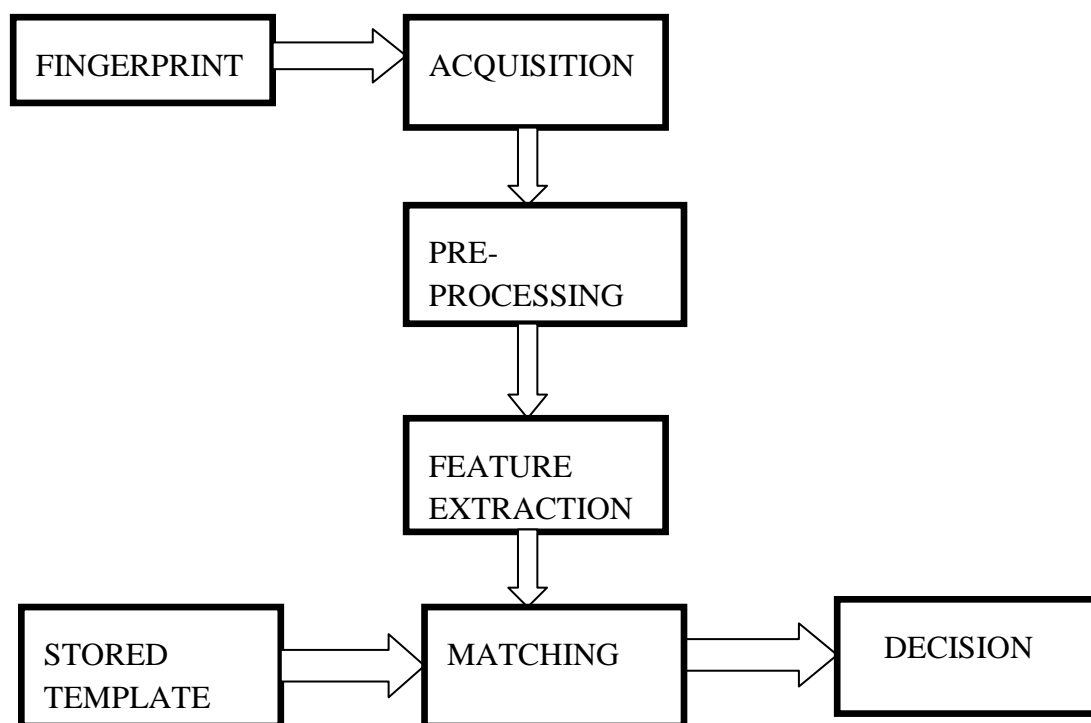 FINGERPRINT
ACQUISITION
PRE-
PROCESSING
FEATURE
EXTRACTION
STORED
TEMPLATE
MATCHING
DECISION